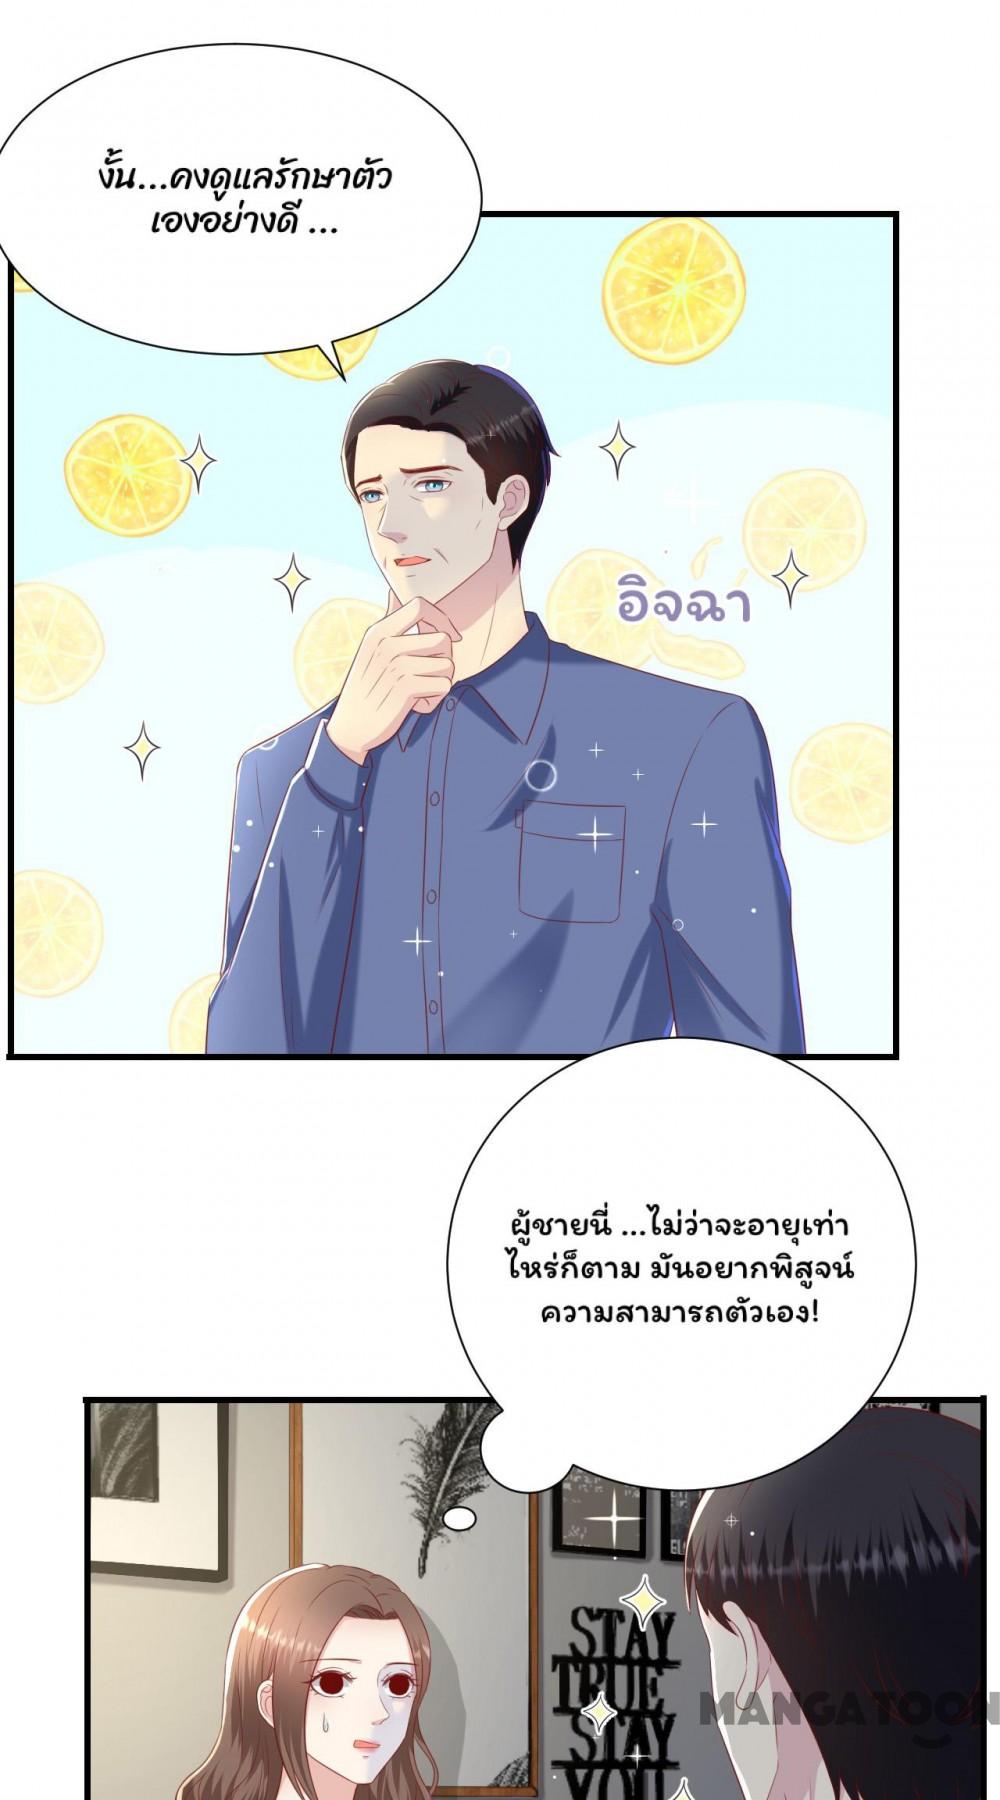 งั้น...คงดูแลรักษาตัว
เองอย่างดี ...
อิจฉา
ผู้ชายนี่ ...ไม่ว่าจะอายุเท่า
ไหร่ก็ตาม มันอยากพิสูจน์
ความสามารถตัวเอง!
STAY
TRUE
STAY
YOU
MANGATOON